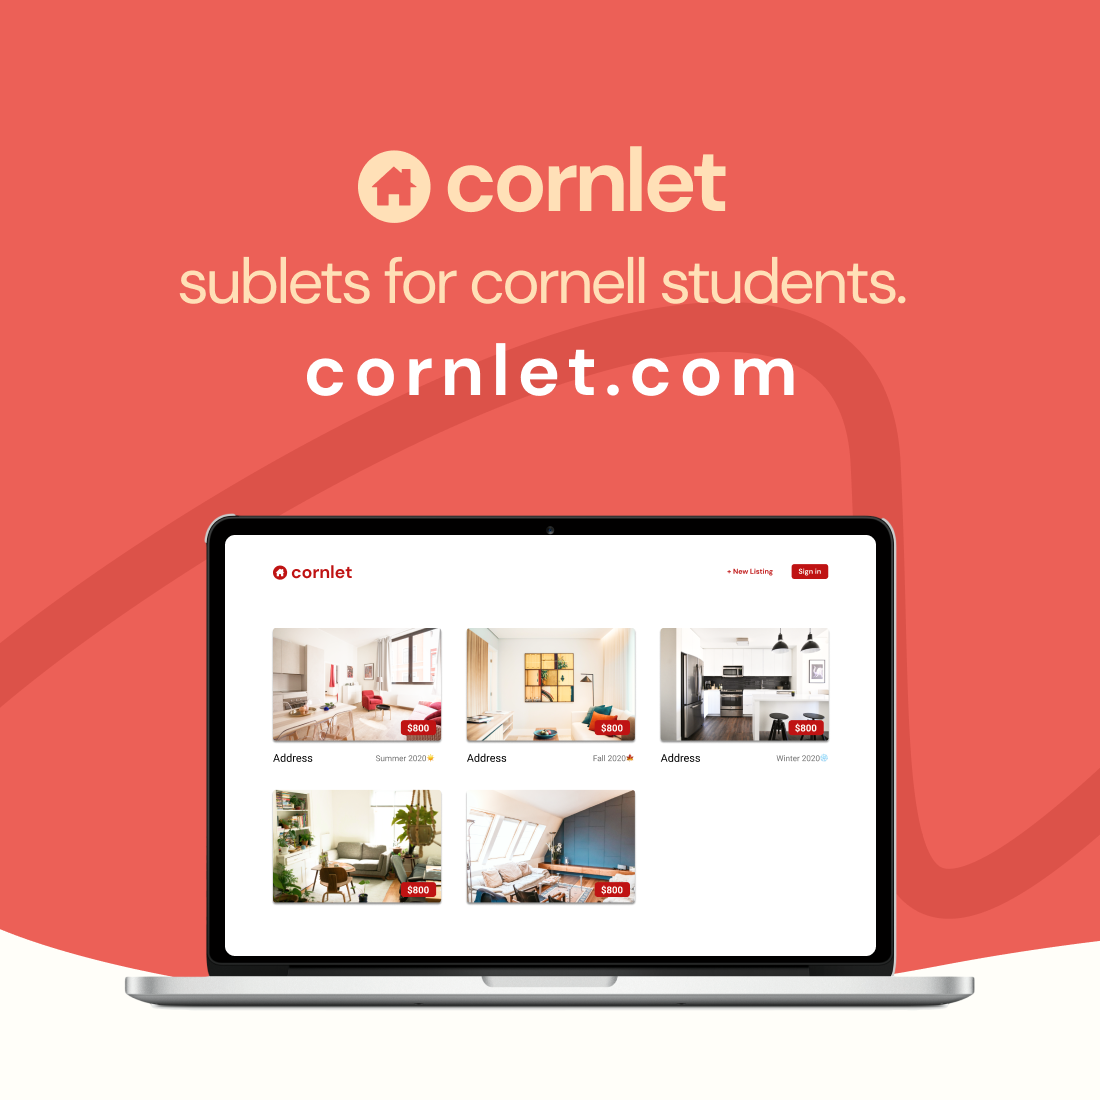 cornlet
sublets for cornell students.
cornlet.com
cornlet
+ New Listing
Sign in
$800
$800
$800
Address
Summer 2020
Address
Fall 2020
Address
Winter 2020
$800
$800